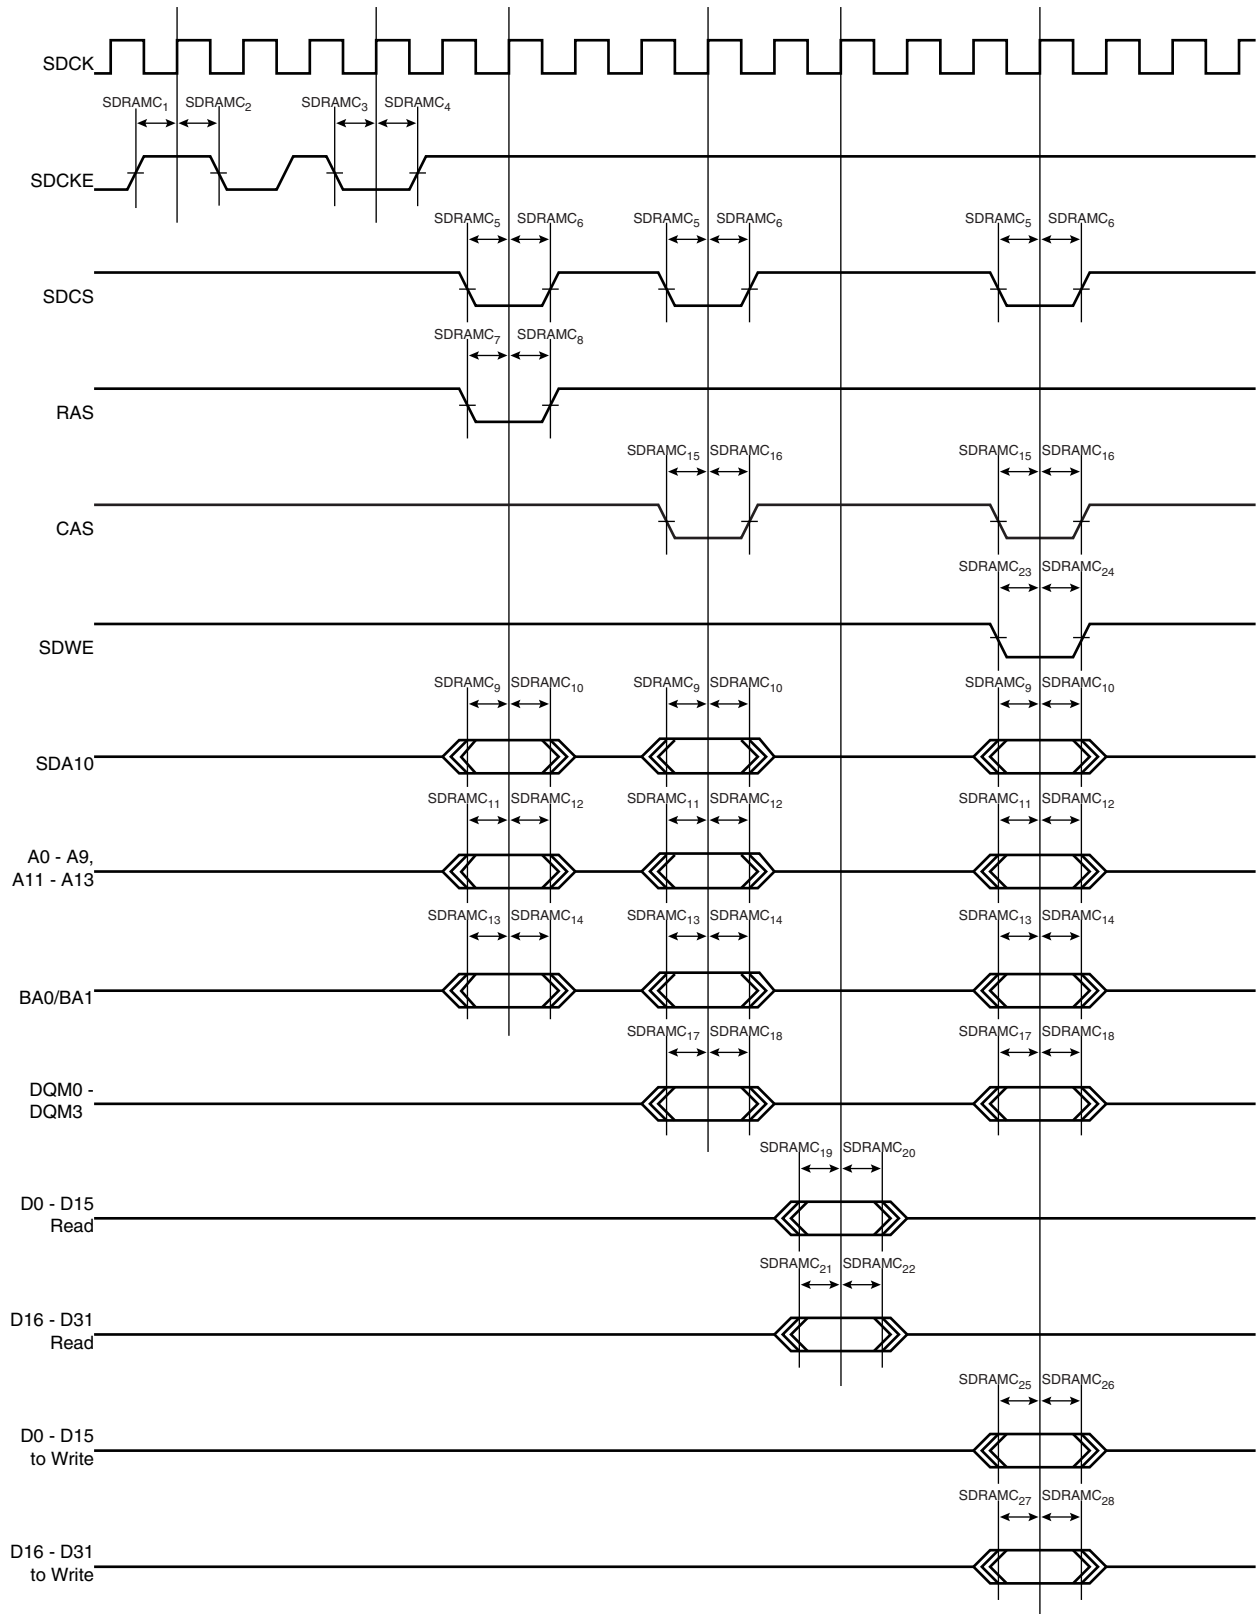 SDCK
SDRAMC1 SDRAMC2 SDRAMC3 SDRAMC4
SDCKE
SDRAMC5 SDRAMC6 SDRAMC5 SDRAMC6 SDRAMC5 SDRAMC6
SDCS
SDRAMC7 SDRAMC8
RAS
SDRAMC15 SDRAMC16 SDRAMC15 SDRAMC16
CAS
SDRAMC23 SDRAMC24
SDWE
SDRAMC9 SDRAMC10 SDRAMC9 SDRAMC10 SDRAMC9 SDRAMC10
SDA10
SDRAMC11 SDRAMC12 SDRAMC11 SDRAMC12 SDRAMC11 SDRAMC12
A0 - A9,
A11 - A13
SDRAMC13 SDRAMC14 SDRAMC13 SDRAMC14 SDRAMC13 SDRAMC14
BA0/BA1
SDRAMC17 SDRAMC18 SDRAMC17 SDRAMC18
DQM0 -
DQM3
SDRAMC19 SDRAMC20
D0 - D15
Read
SDRAMC21 SDRAMC22
D16 - D31
Read
SDRAMC25 SDRAMC26
D0 - D15
to Write
SDRAMC27 SDRAMC28
D16 - D31
to Write